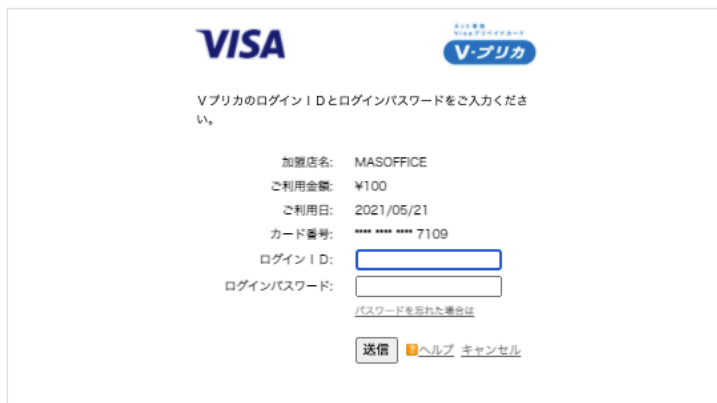 VISA
ネット専用
Visaプリペイドカード
V・プリカ
VプリカのログインIDとログインパスワードをご入力くださ
い。
加盟店名: MASOFFICE
ご利用金額: ¥100
ご利用日: 2021/05/21
カード番号: **** **** **** 7109
ログインID:
ログインパスワード:
パスワードを忘れた場合は
送信 ?ヘルプ キャンセル